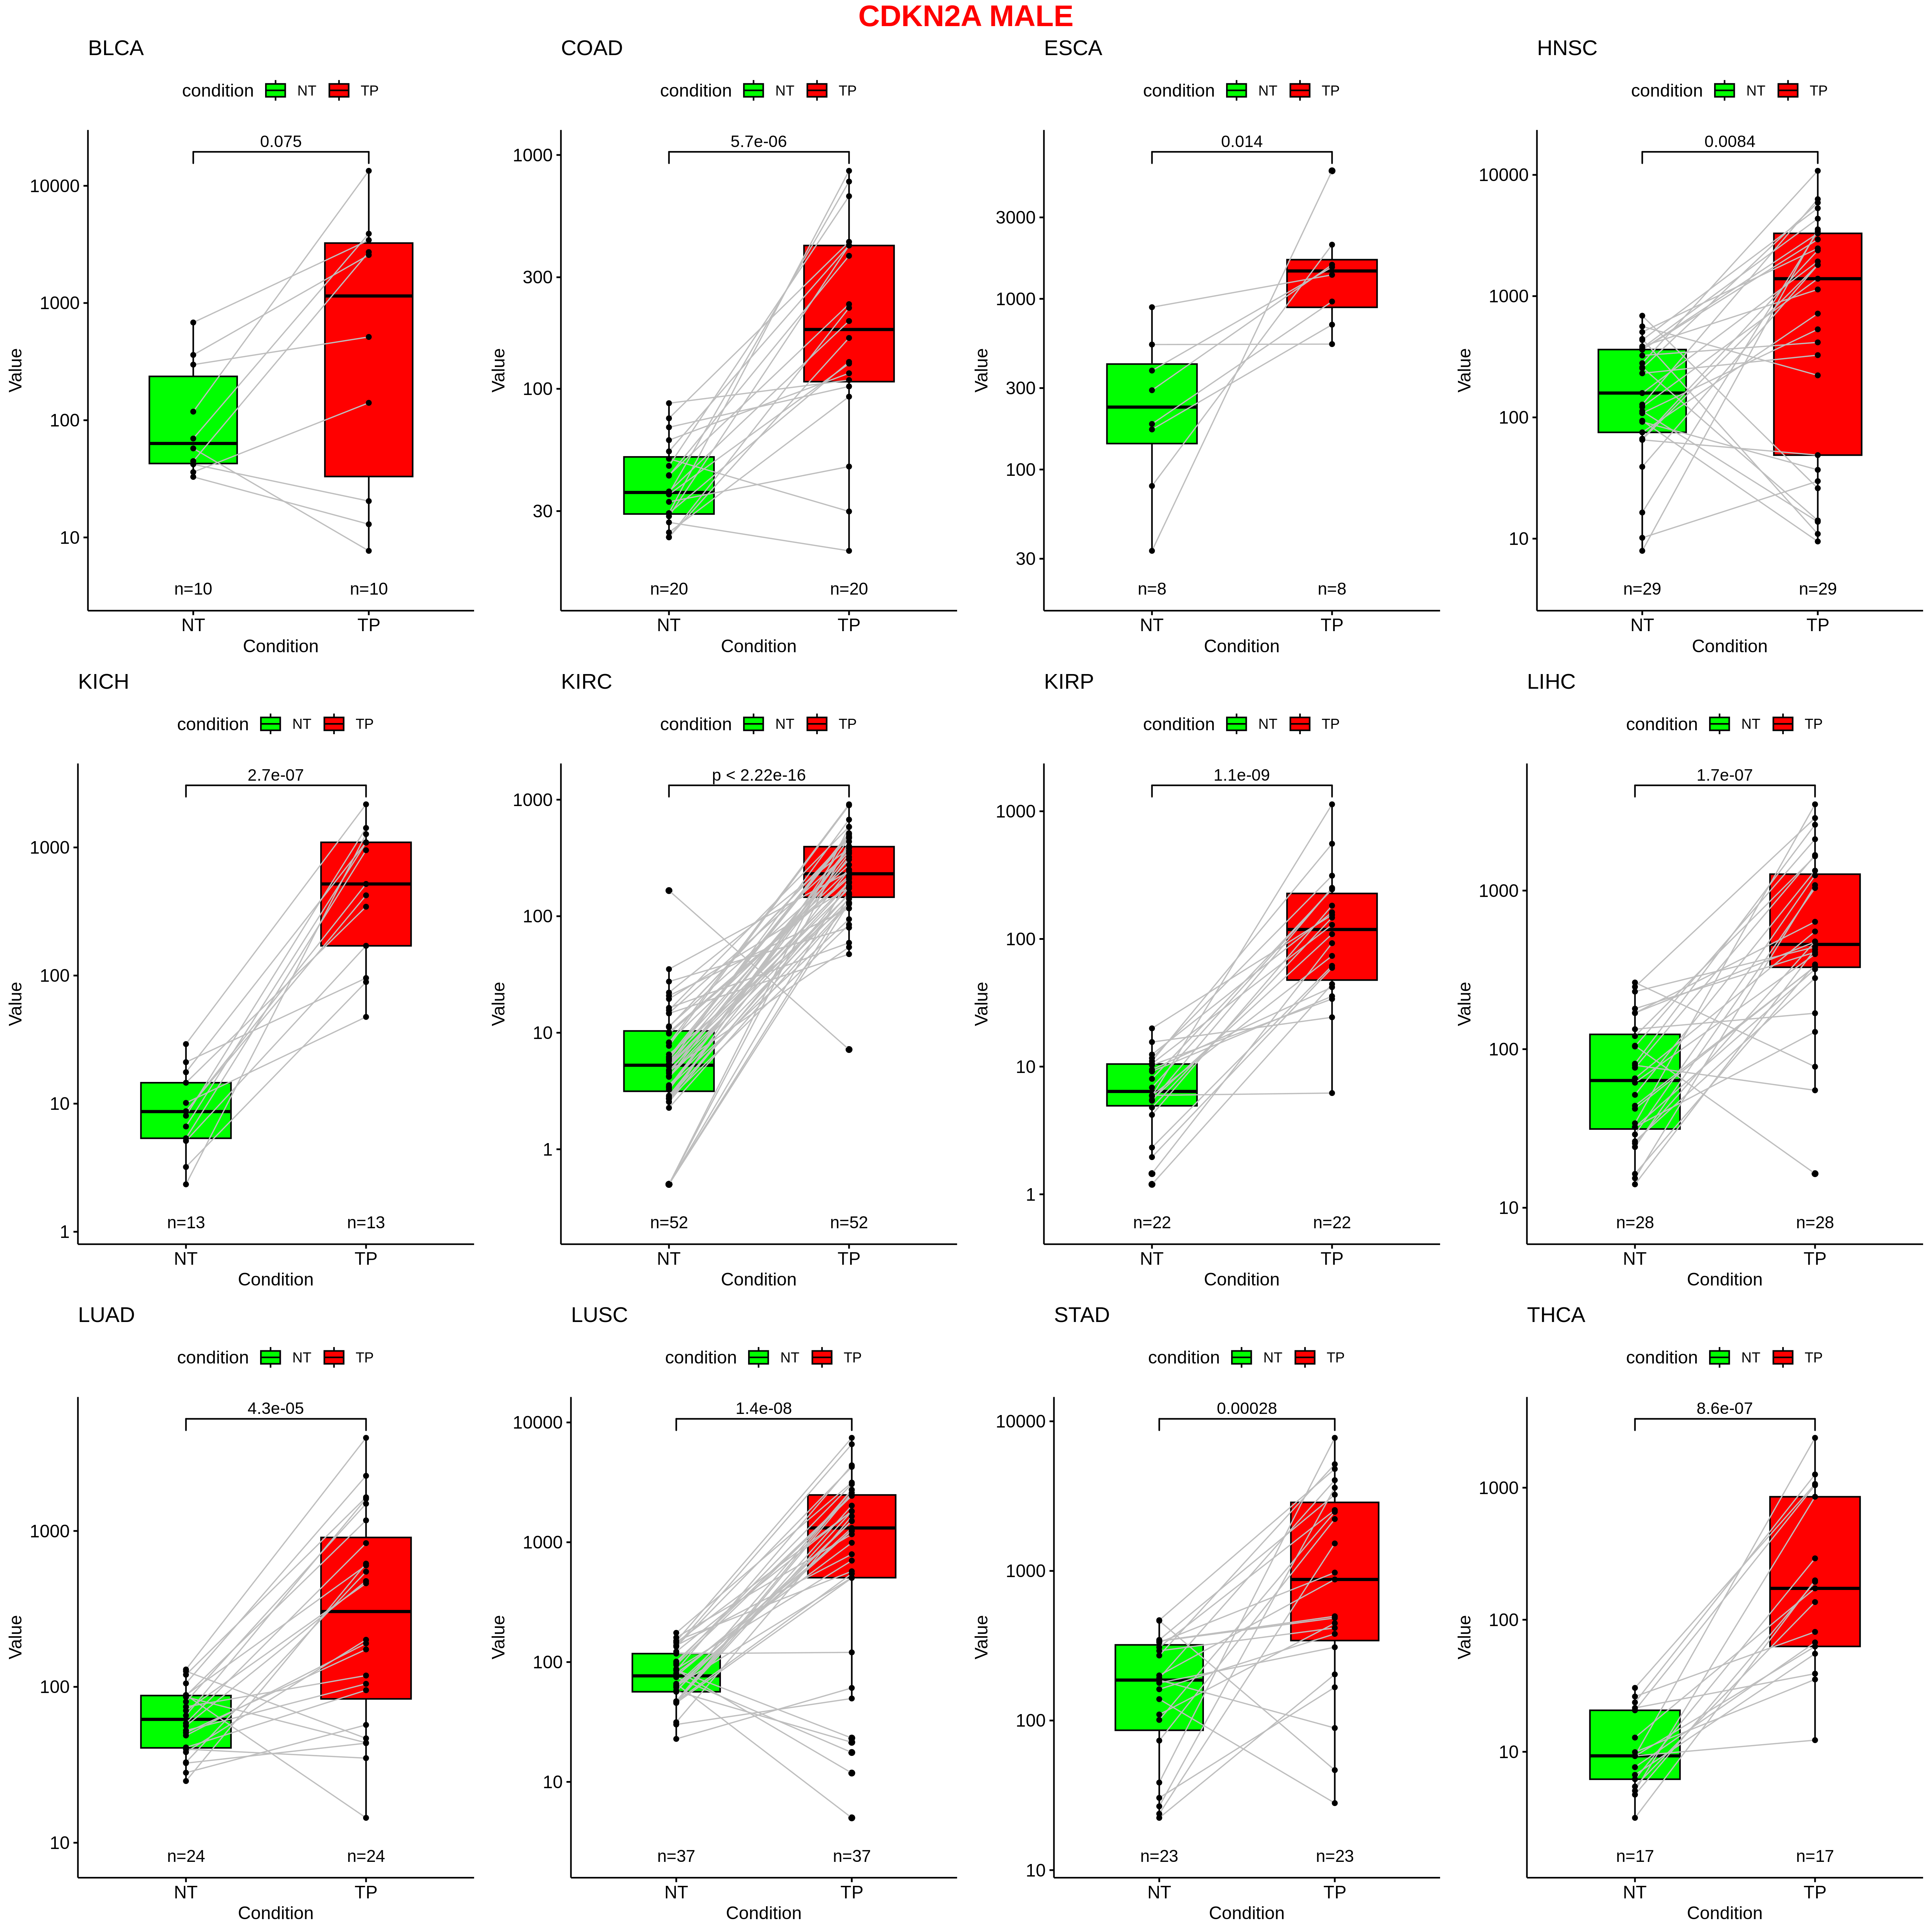 CDKN2A MALE
BLCA
condition NT TP
0.075
10000
1000
100
10
Value
n=10 n=10
NT TP
Condition
COAD
condition NT TP
5.7e-06
1000
300
100
30
Value
n=20 n=20
NT TP
Condition
ESCA
condition NT TP
0.014
3000
1000
300
100
30
Value
n=8 n=8
NT TP
Condition
HNSC
condition NT TP
0.0084
10000
1000
100
10
Value
n=29 n=29
NT TP
Condition
KICH
condition NT TP
2.7e-07
1000
100
10
1
Value
n=13 n=13
NT TP
Condition
KIRC
condition NT TP
p < 2.22e-16
1000
100
10
1
Value
n=52 n=52
NT TP
Condition
KIRP
condition NT TP
1.1e-09
1000
100
10
1
Value
n=22 n=22
NT TP
Condition
LIHC
condition NT TP
1.7e-07
1000
100
10
Value
n=28 n=28
NT TP
Condition
LUAD
condition NT TP
4.3e-05
1000
100
10
Value
n=24 n=24
NT TP
Condition
LUSC
condition NT TP
1.4e-08
10000
1000
100
10
Value
n=37 n=37
NT TP
Condition
STAD
condition NT TP
0.00028
10000
1000
100
10
Value
n=23 n=23
NT TP
Condition
THCA
condition NT TP
8.6e-07
1000
100
10
Value
n=17 n=17
NT TP
Condition